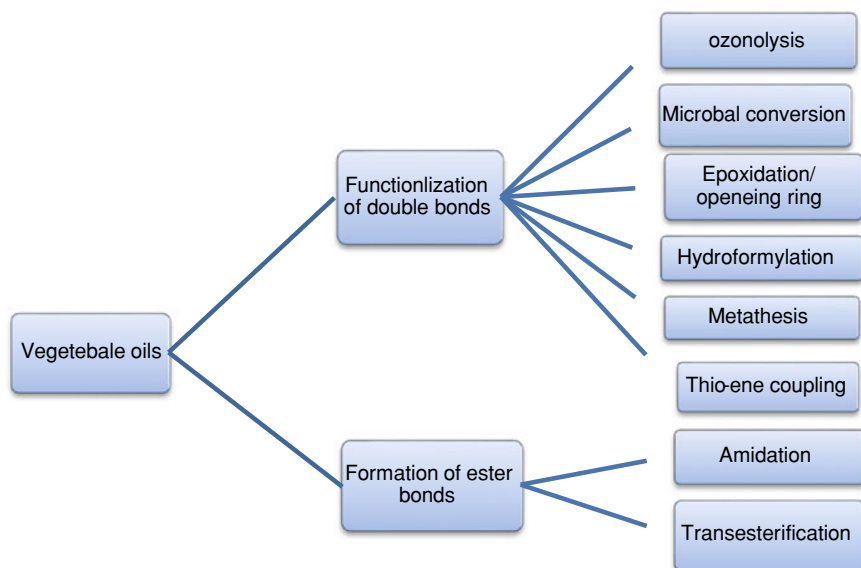 ozonolysis
Microbal conversion
Epoxidation/
openeing ring
Functionlization
of double bonds
Hydroformylation
Metathesis
Vegetebale oils
Thio-ene coupling
Amidation
Formation of ester
bonds
Transesterification